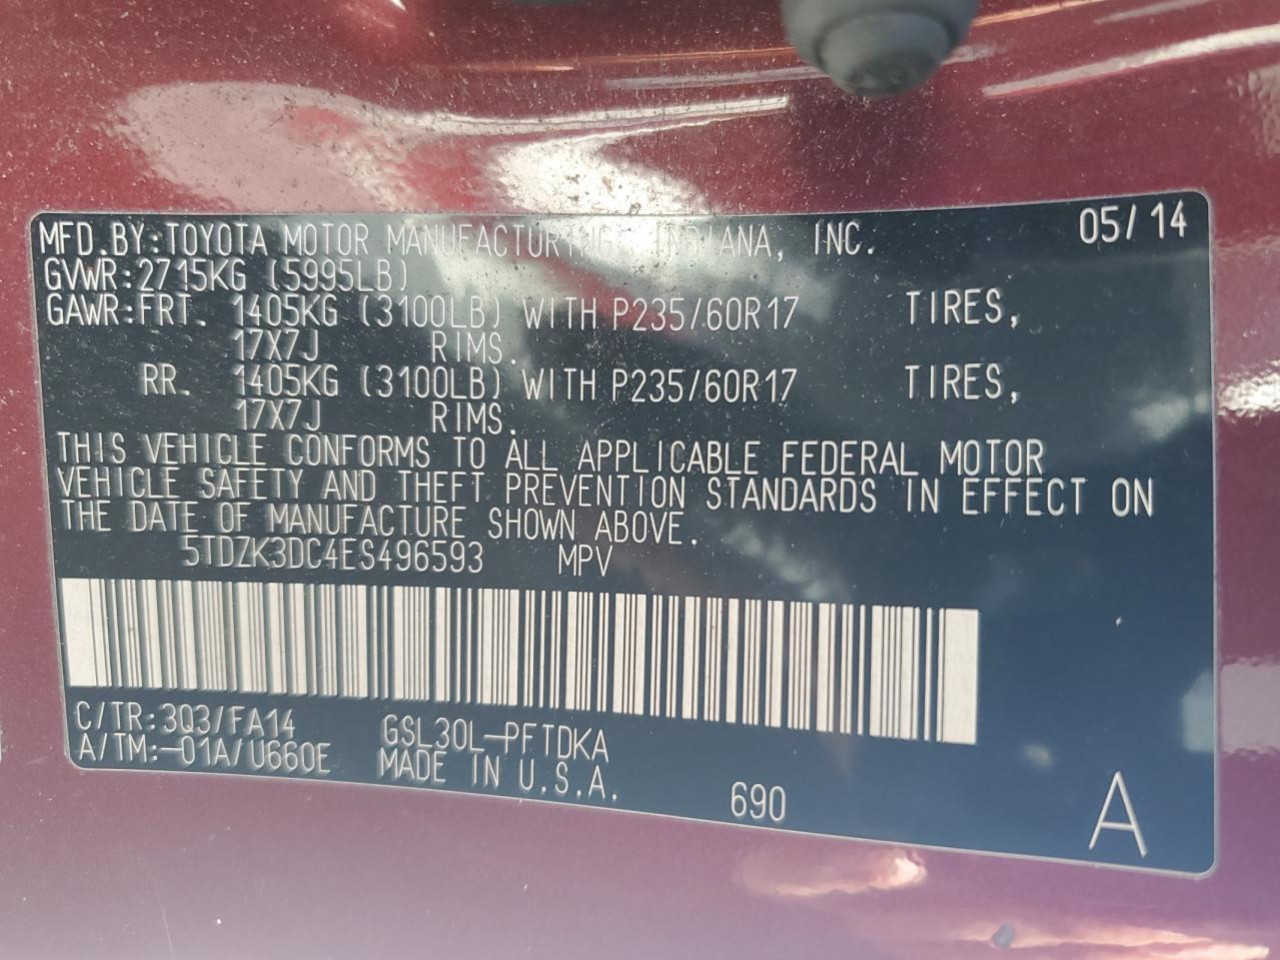 05/14
MFD.BY:TOYOTA MOTOR MANUFACTURING, INDIANA, INC.
GVWR:2715KG (5995LB)
GAWR:FRT. 1405KG (3100LB) WITH P235/60R17 TIRES,
17X7J RIMS.
RR. 1405KG (3100LB) WITH P235/60R17 TIRES,
17X7J RIMS.
THIS VEHICLE CONFORMS TO ALL APPLICABLE FEDERAL MOTOR
VEHICLE SAFETY AND THEFT PREVENTION STANDARDS IN EFFECT ON
THE DATE OF MANUFACTURE SHOWN ABOVE.
5TDZK3DC4ES496593 MPV
C/TR:3Q3/FA14 GSL30L-PFTDKA
A/TM:-01A/U660E MADE IN U.S.A.
690
A